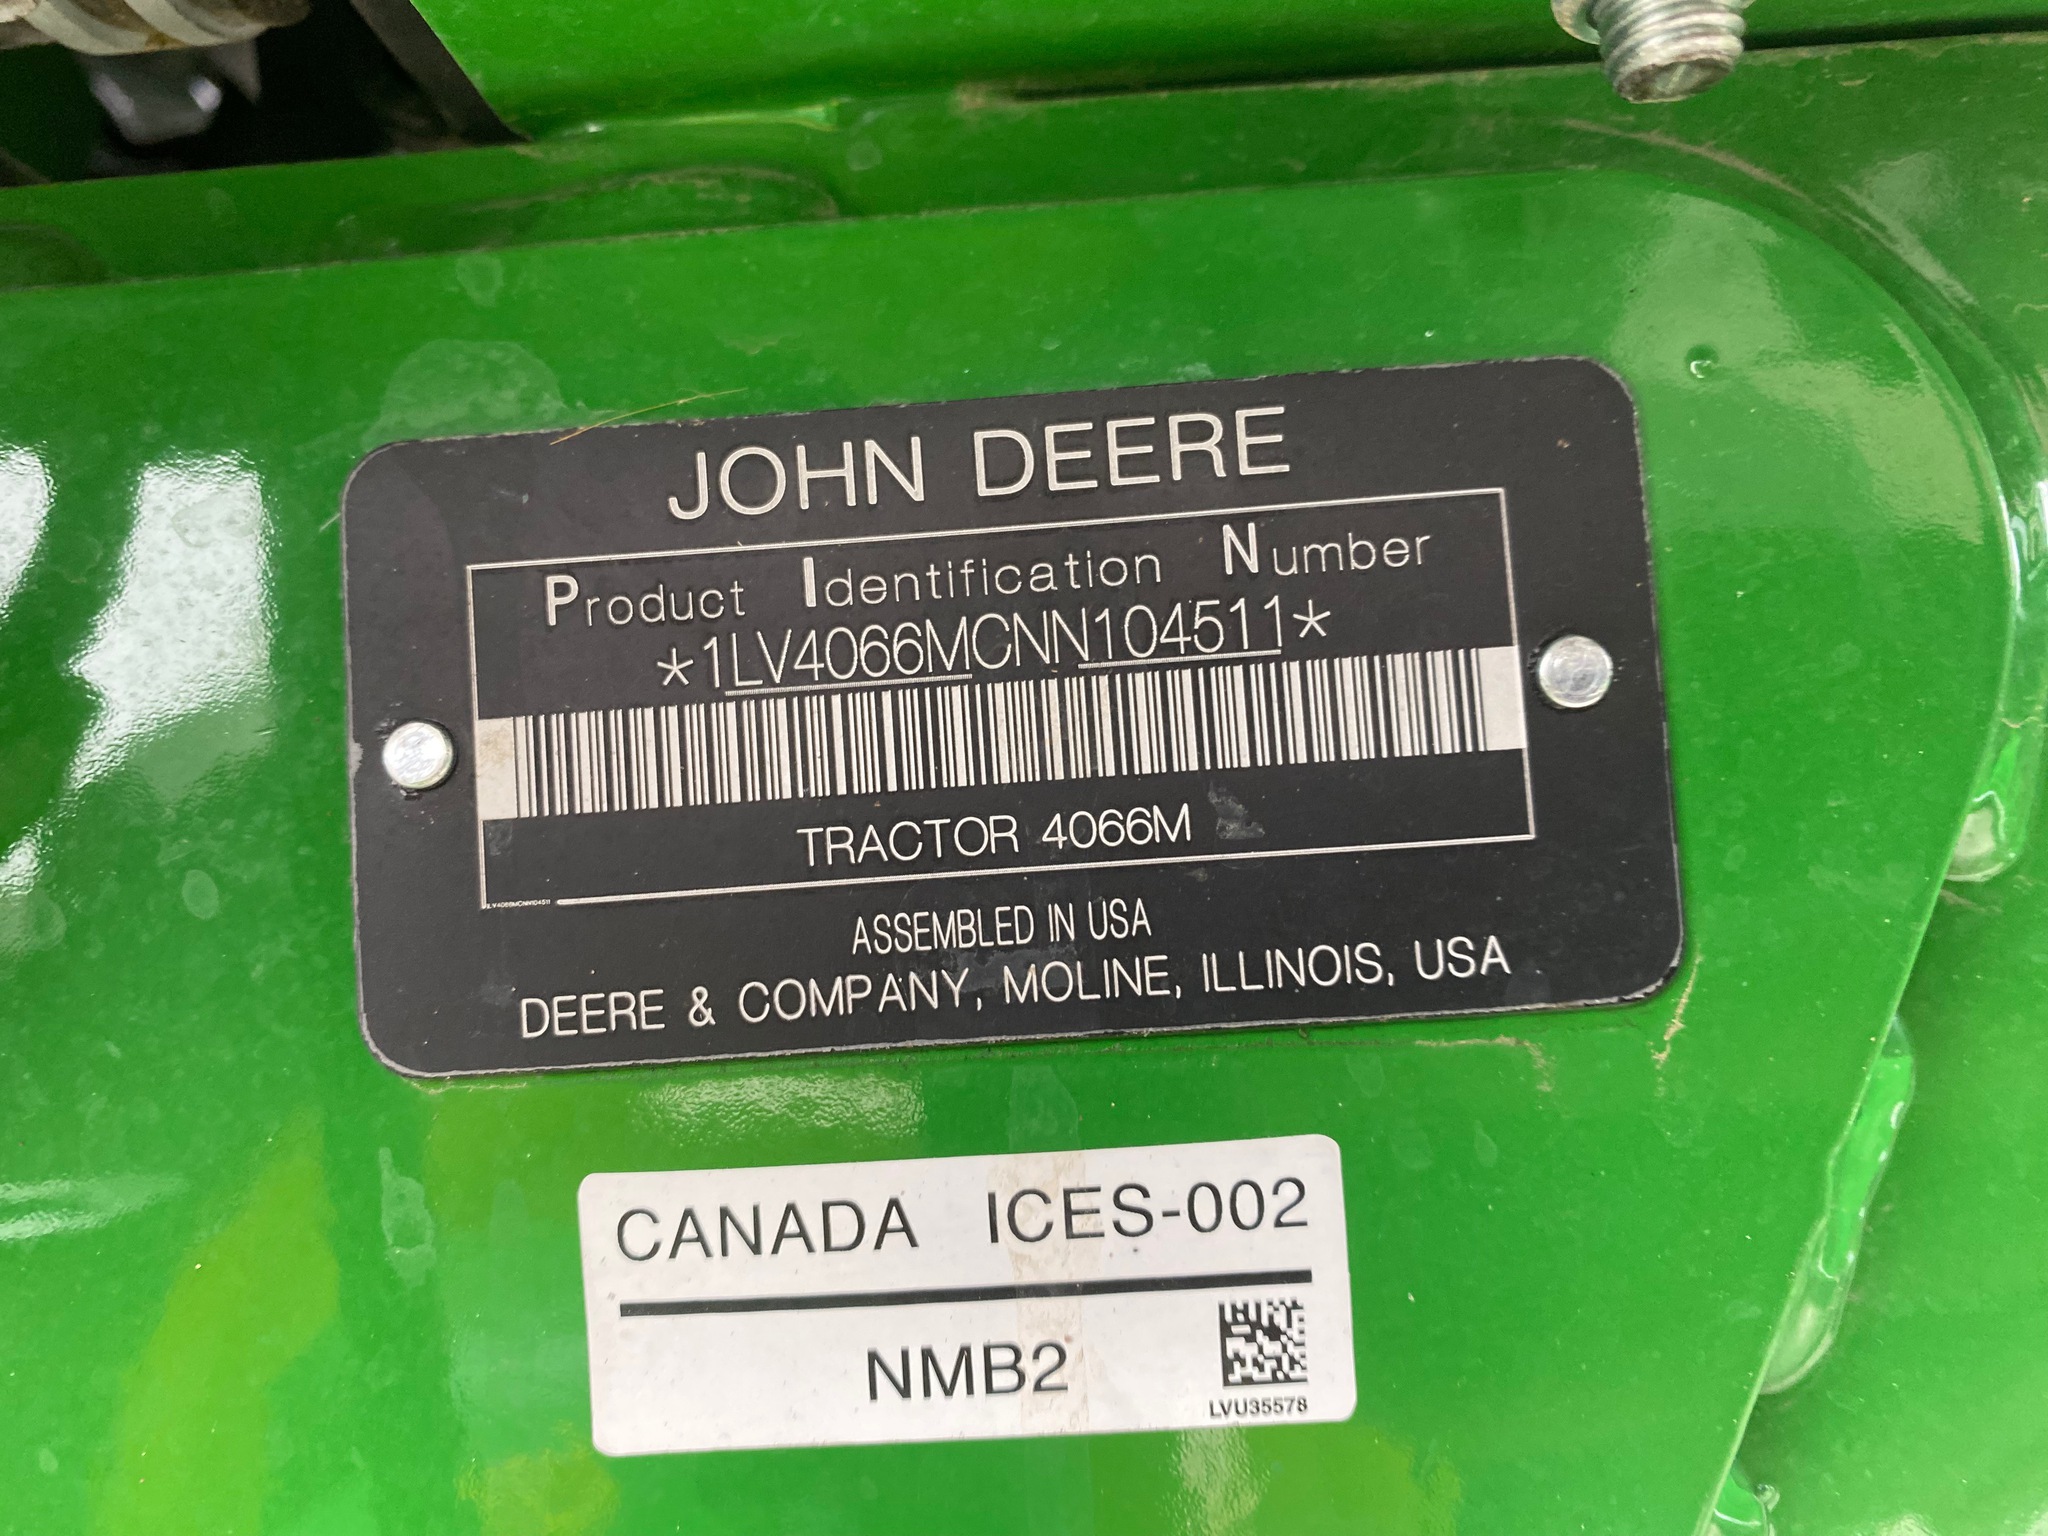 JOHN DEERE
Product Identification Number
*1LV4066MCNN104511*
TRACTOR 4066M
1LV4066MCNN104511
ASSEMBLED IN USA
DEERE & COMPANY, MOLINE, ILLINOIS, USA
CANADA ICES-002
NMB2
LVU35578